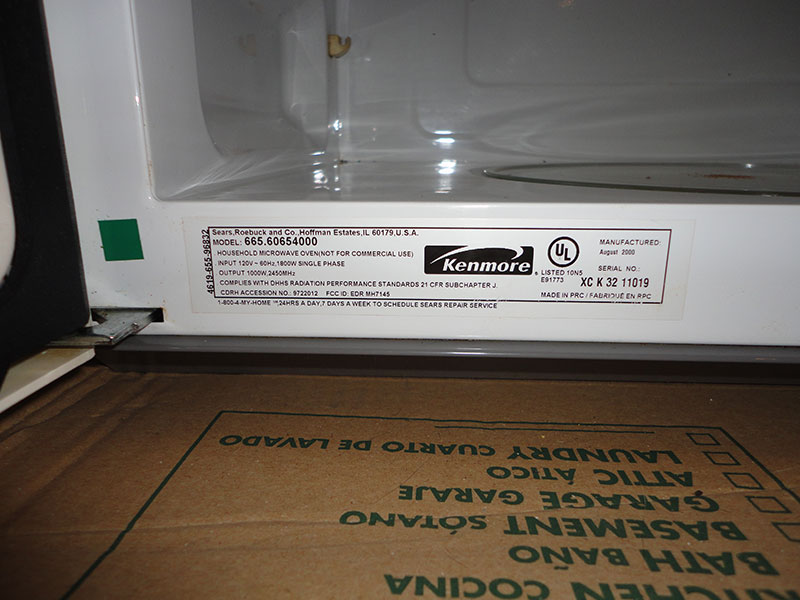 Sears,Roebuck and Co.,Hoffman Estates,IL 60179,U.S.A.
MODEL: 665.60654000
HOUSEHOLD MICROWAVE OVEN(NOT FOR COMMERCIAL USE)
INPUT 120V ~ 60Hz,1800W SINGLE PHASE
OUTPUT 1000W,2450MHz
COMPLIES WITH DHHS RADIATION PERFORMANCE STANDARDS 21 CFR SUBCHAPTER J.
CDRH ACCESSION NO.: 9722012 FCC ID: EDR MH7145
1-800-4-MY-HOME ℠,24HRS A DAY,7 DAYS A WEEK TO SCHEDULE SEARS REPAIR SERVICE
4619-655-96832
Kenmore
UL
LISTED 10N5
E91773
MANUFACTURED:
August 2000
SERIAL NO.:
XC K 32 11019
MADE IN PRC / FABRIQUÉ EN RPC
KITCHEN COCINA
BATH BAÑO
BASEMENT SÓTANO
GARAGE GARAJE
ATTIC ÁTICO
LAUNDRY CUARTO DE LAVADO